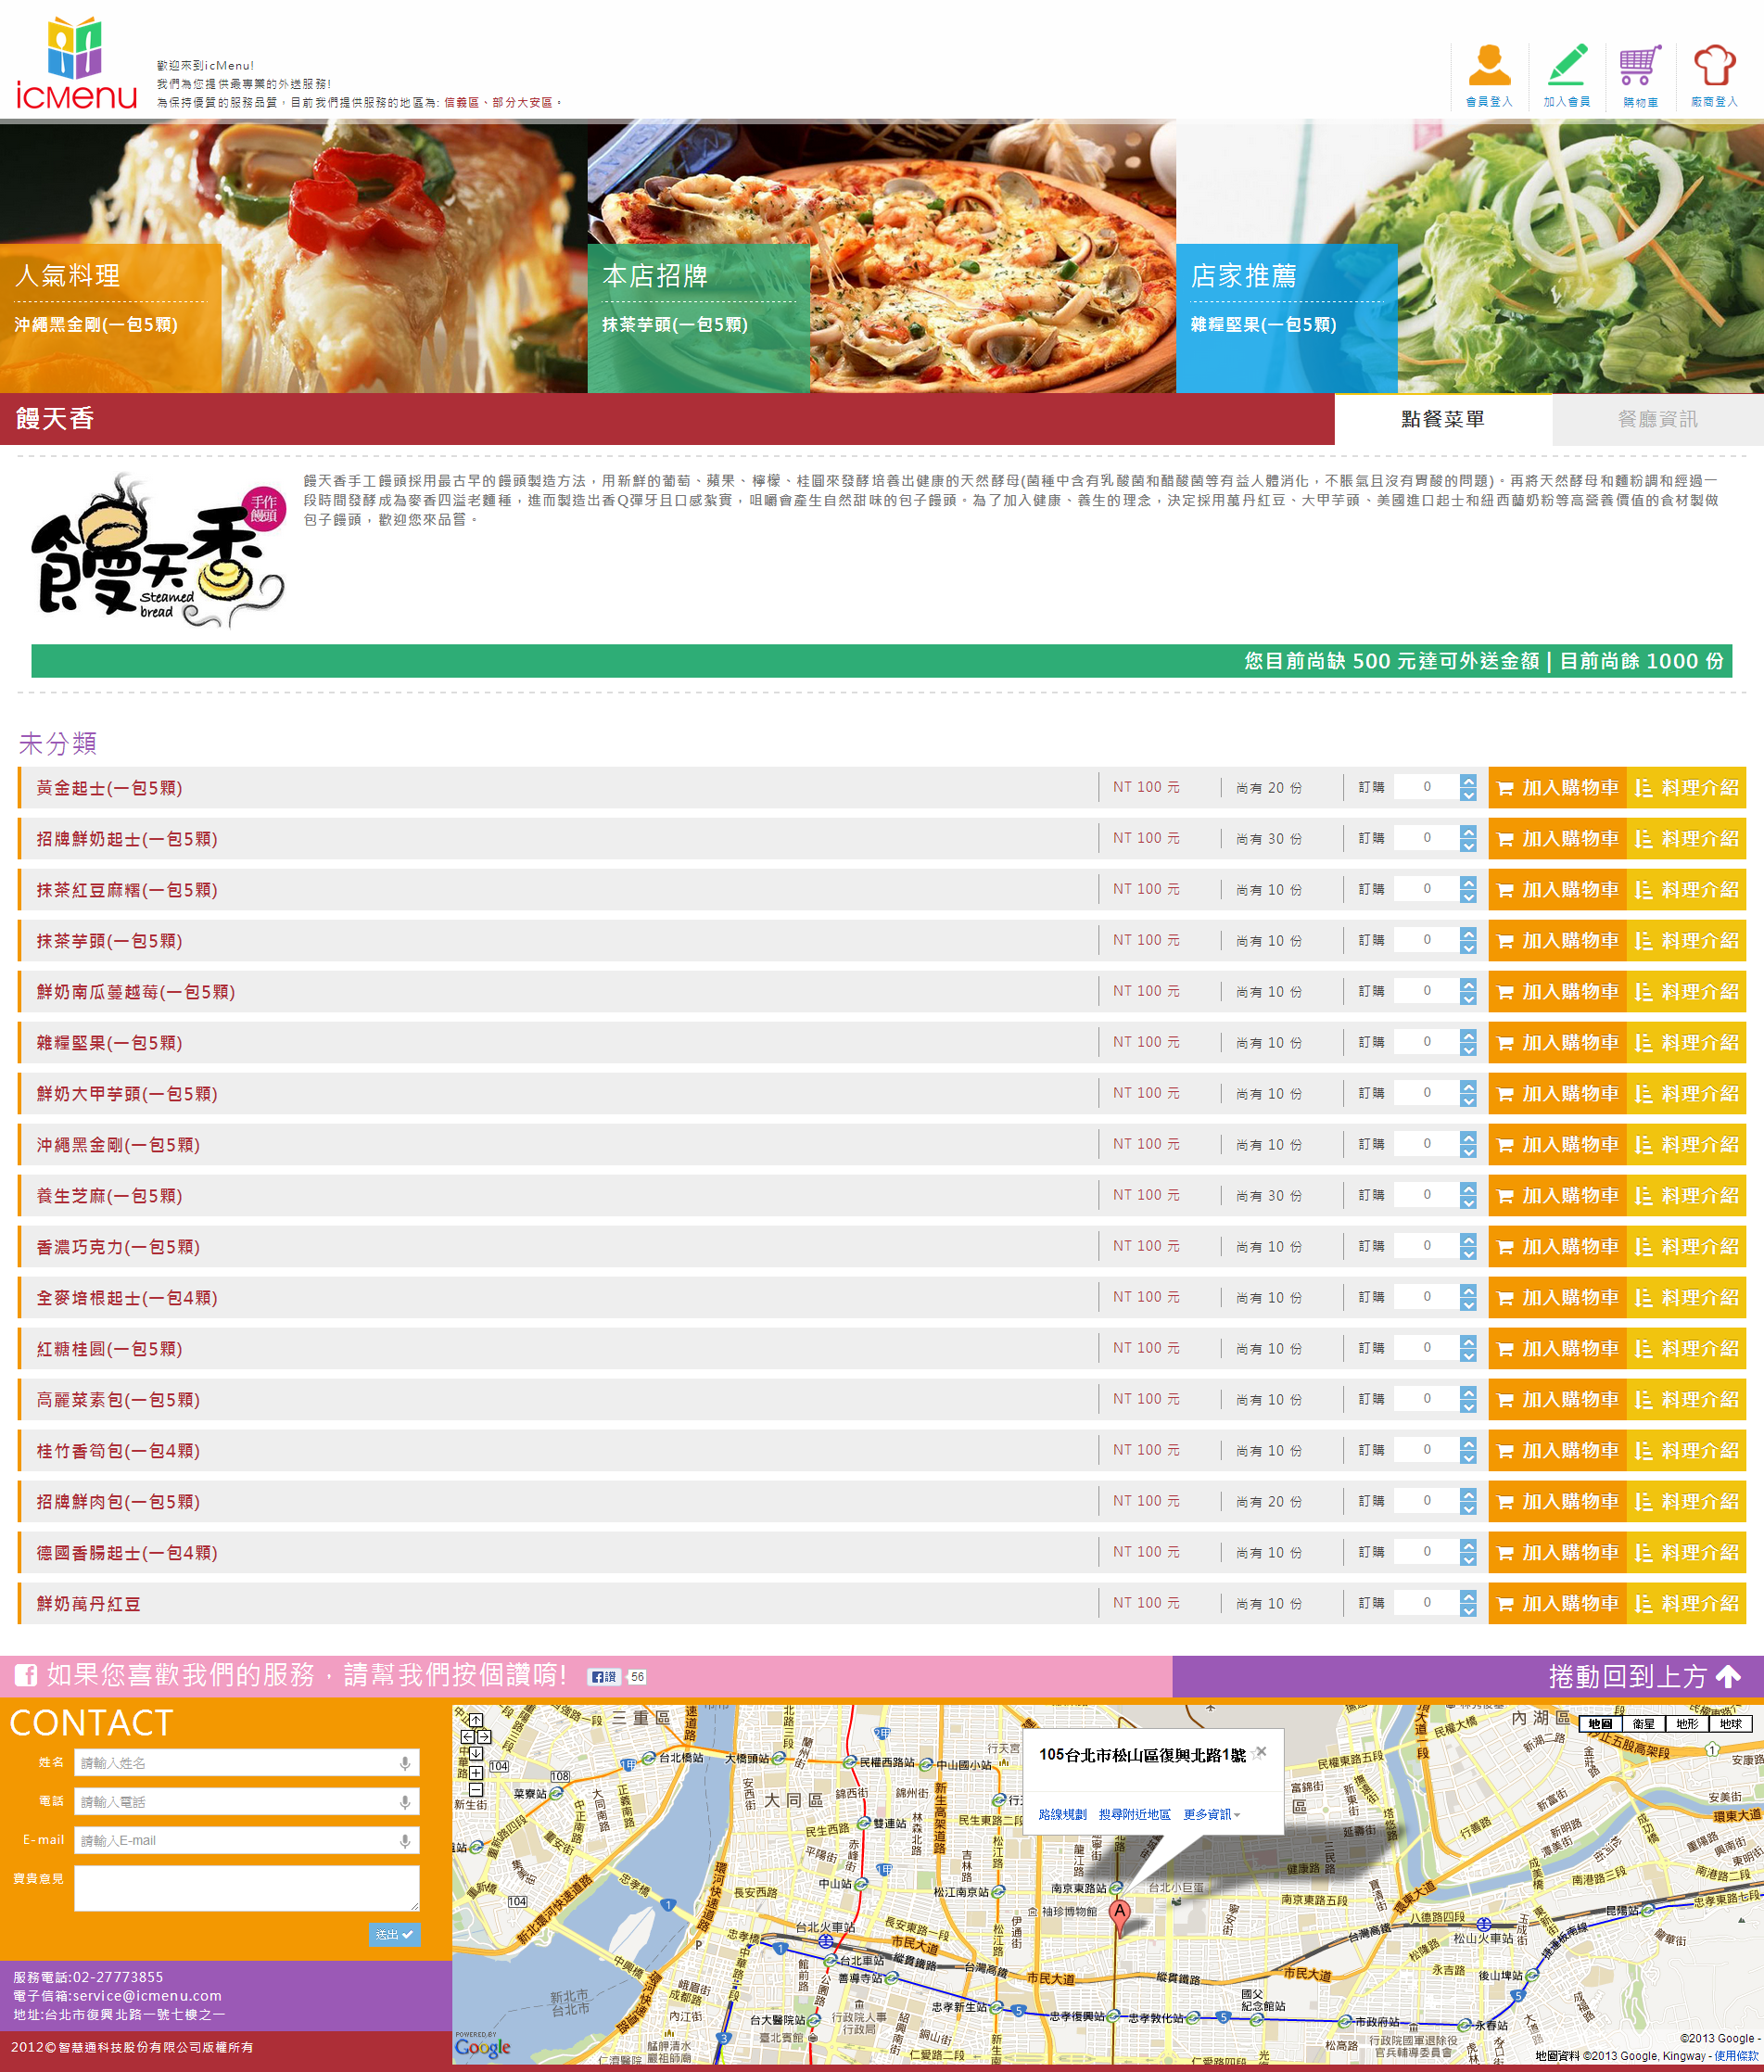 icMenu
歡迎來到icMenu!
我們為您提供最專業的外送服務!
為保持優質的服務品質，目前我們提供服務的地區為: 信義區、部分大安區。
會員登入
加入會員
購物車
廠商登入
人氣料理
沖繩黑金剛(一包5顆)
本店招牌
抹茶芋頭(一包5顆)
店家推薦
雜糧堅果(一包5顆)
饅天香
點餐菜單
餐廳資訊
手作饅頭
饅天香
Steamed bread
饅天香手工饅頭採用最古早的饅頭製造方法，用新鮮的葡萄、蘋果、檸檬、桂圓來發酵培養出健康的天然酵母(菌種中含有乳酸菌和醋酸菌等有益人體消化，不脹氣且沒有胃酸的問題)。再將天然酵母和麵粉調和經過一
段時間發酵成為麥香四溢老麵種，進而製造出香Q彈牙且口感紮實，咀嚼會產生自然甜味的包子饅頭。為了加入健康、養生的理念，決定採用萬丹紅豆、大甲芋頭、美國進口起士和紐西蘭奶粉等高營養價值的食材製做
包子饅頭，歡迎您來品嘗。
您目前尚缺 500 元達可外送金額 | 目前尚餘 1000 份
未分類
黃金起士(一包5顆) NT 100 元 尚有 20 份 訂購 0 加入購物車 料理介紹
招牌鮮奶起士(一包5顆) NT 100 元 尚有 30 份 訂購 0 加入購物車 料理介紹
抹茶紅豆麻糬(一包5顆) NT 100 元 尚有 10 份 訂購 0 加入購物車 料理介紹
抹茶芋頭(一包5顆) NT 100 元 尚有 10 份 訂購 0 加入購物車 料理介紹
鮮奶南瓜蔓越莓(一包5顆) NT 100 元 尚有 10 份 訂購 0 加入購物車 料理介紹
雜糧堅果(一包5顆) NT 100 元 尚有 10 份 訂購 0 加入購物車 料理介紹
鮮奶大甲芋頭(一包5顆) NT 100 元 尚有 10 份 訂購 0 加入購物車 料理介紹
沖繩黑金剛(一包5顆) NT 100 元 尚有 10 份 訂購 0 加入購物車 料理介紹
養生芝麻(一包5顆) NT 100 元 尚有 30 份 訂購 0 加入購物車 料理介紹
香濃巧克力(一包5顆) NT 100 元 尚有 10 份 訂購 0 加入購物車 料理介紹
全麥培根起士(一包4顆) NT 100 元 尚有 10 份 訂購 0 加入購物車 料理介紹
紅糖桂圓(一包5顆) NT 100 元 尚有 10 份 訂購 0 加入購物車 料理介紹
高麗菜素包(一包5顆) NT 100 元 尚有 10 份 訂購 0 加入購物車 料理介紹
桂竹香筍包(一包4顆) NT 100 元 尚有 10 份 訂購 0 加入購物車 料理介紹
招牌鮮肉包(一包5顆) NT 100 元 尚有 20 份 訂購 0 加入購物車 料理介紹
德國香腸起士(一包4顆) NT 100 元 尚有 10 份 訂購 0 加入購物車 料理介紹
鮮奶萬丹紅豆 NT 100 元 尚有 10 份 訂購 0 加入購物車 料理介紹
如果您喜歡我們的服務，請幫我們按個讚唷! 讚 56
捲動回到上方
CONTACT
姓名 請輸入姓名
電話 請輸入電話
E-mail 請輸入E-mail
寶貴意見
送出
服務電話:02-27773855
電子信箱:service@icmenu.com
地址:台北市復興北路一號七樓之一
2012©智慧通科技股份有限公司版權所有
地圖 衛星 地形 地球
105台北市松山區復興北路1號
路線規劃 搜尋附近地區 更多資訊
三重區
內湖區
大同區
台北橋站
大橋頭站
民權西路站
中山國小站
菜寮站
雙連站
中山站
松江南京站
南京東路站
台北小巨蛋
袖珍博物館
台北火車站
台北車站
善導寺站
忠孝新生站
忠孝復興站
忠孝敦化站
國父紀念館站
市政府站
永春站
後山埤站
昆陽站
松山火車站
台大醫院站
新北市
台北市
市民大道
縱貫鐵路
台灣高鐵
長安西路
長安東路一段
民生西路
錦西街
錦州街
南京東路五段
八德路四段
健康路
永吉路
松隆路
仁愛路二段
仁愛路四段
松高路
A
POWERED BY
Google
©2013 Google -
地圖資料 ©2013 Google, Kingway - 使用條款